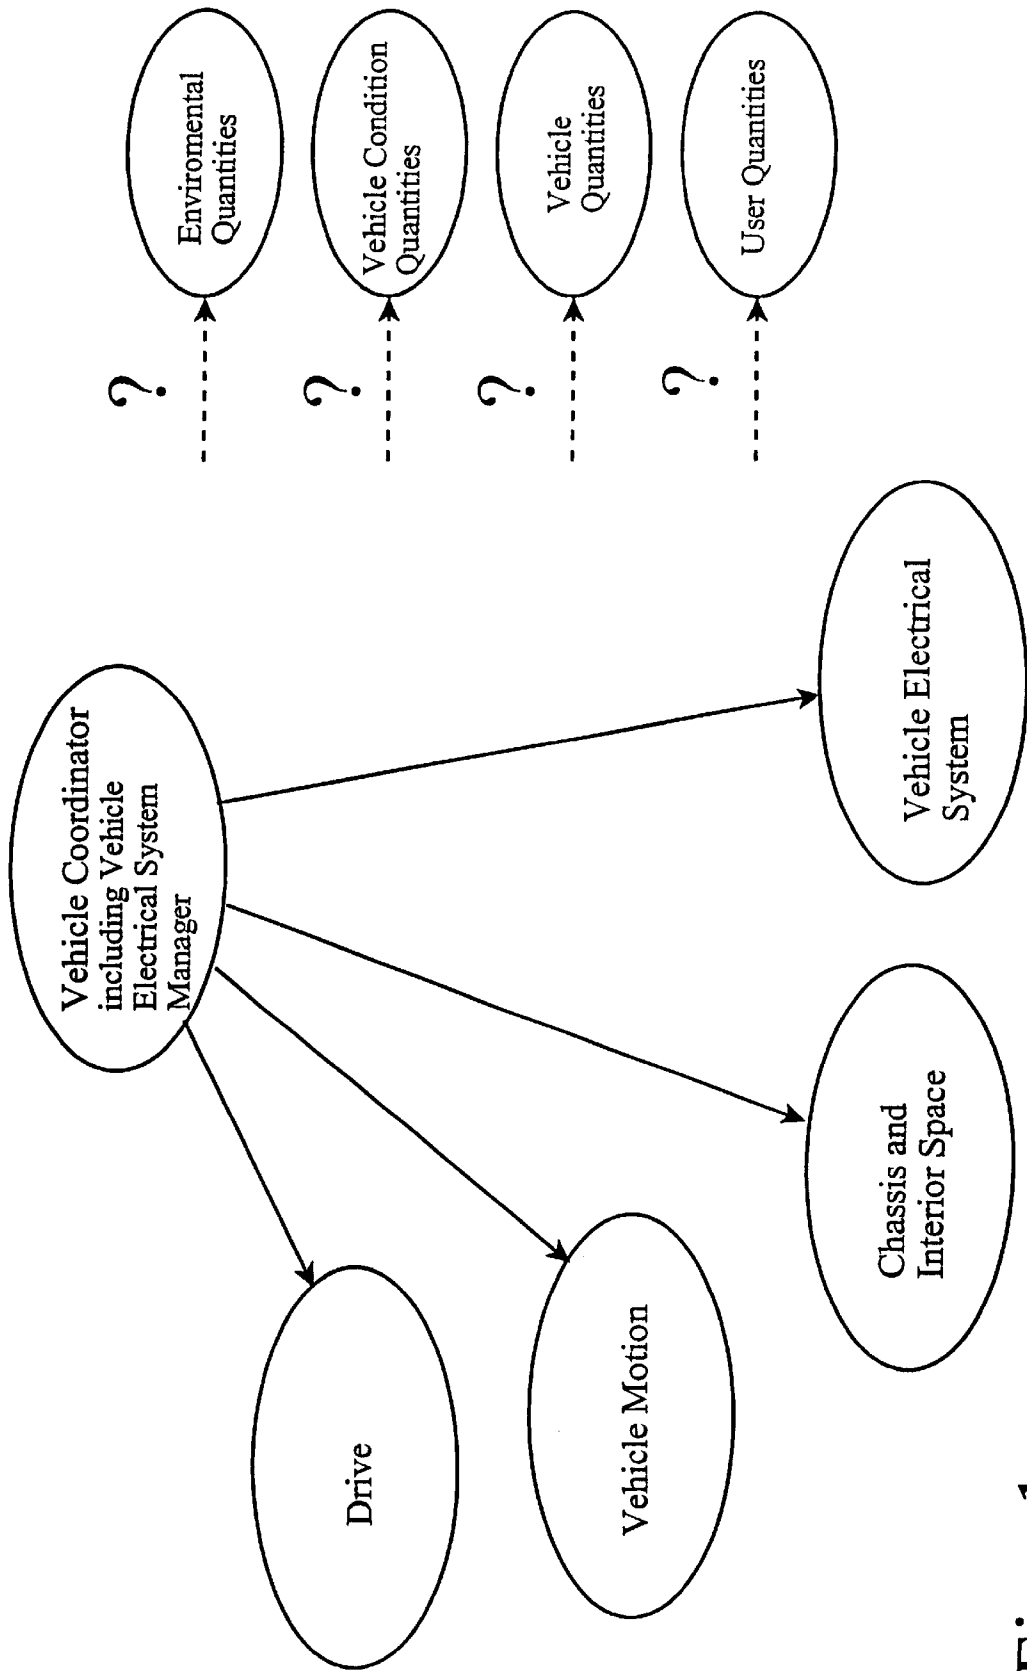 Vehicle Coordinator
including Vehicle
Electrical System
Manager
?
Enviromental
Quantities
?
Vehicle Condition
Quantities
?
Vehicle
Quantities
?
User Quantities
Drive
Vehicle Motion
Chassis and
Interior Space
Vehicle Electrical
System